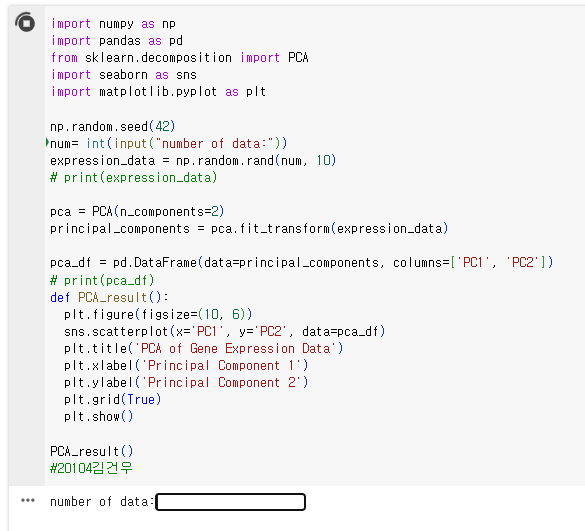 import numpy as np
import pandas as pd
from sklearn.decomposition import PCA
import seaborn as sns
import matplotlib.pyplot as plt
np.random.seed(42)
num= int(input("number of data:"))
expression_data = np.random.rand(num, 10)
# print(expression_data)
pca = PCA(n_components=2)
principal_components = pca.fit_transform(expression_data)
pca_df = pd.DataFrame(data=principal_components, columns=['PC1', 'PC2'])
# print(pca_df)
def PCA_result():
  plt.figure(figsize=(10, 6))
  sns.scatterplot(x='PC1', y='PC2', data=pca_df)
  plt.title('PCA of Gene Expression Data')
  plt.xlabel('Principal Component 1')
  plt.ylabel('Principal Component 2')
  plt.grid(True)
  plt.show()
PCA_result()
#20104김건우
number of data: